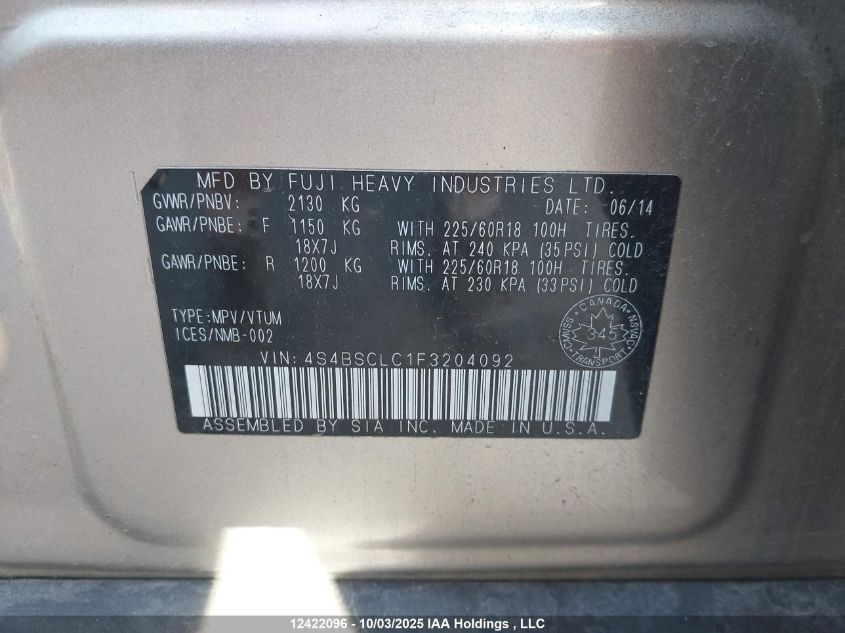 MFD BY FUJI HEAVY INDUSTRIES LTD.
GVWR/PNBV: 2130 KG DATE: 06/14
GAWR/PNBE: F 1150 KG WITH 225/60R18 100H TIRES.
18X7J RIMS. AT 240 KPA (35PSI) COLD
GAWR/PNBE: R 1200 KG WITH 225/60R18 100H TIRES.
18X7J RIMS. AT 230 KPA (33PSI) COLD
TYPE:MPV/VTUM
ICES/NMB-002
CANADA
CMVSS 345 NSVAC
TRANSPORT
VIN: 4S4BSCLC1F3204092
ASSEMBLED BY SIA INC. MADE IN U.S.A.
12422096 - 10/03/2025 IAA Holdings , LLC